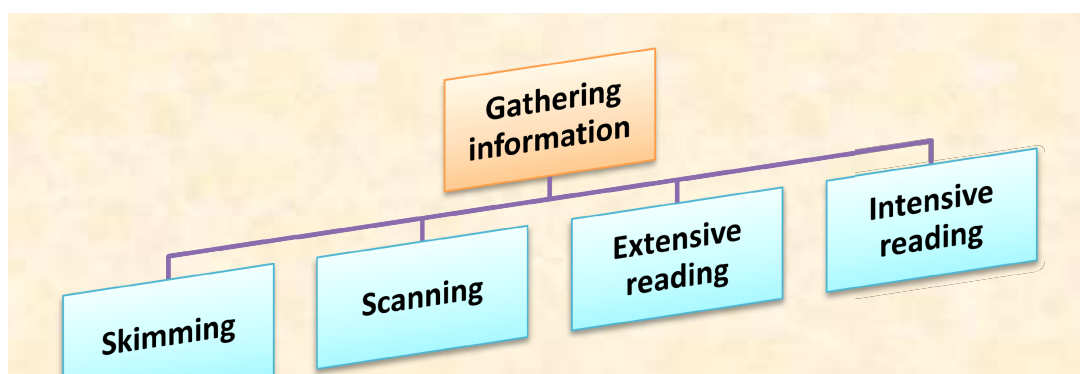 Gathering
information
Skimming
Scanning
Extensive
reading
Intensive
reading